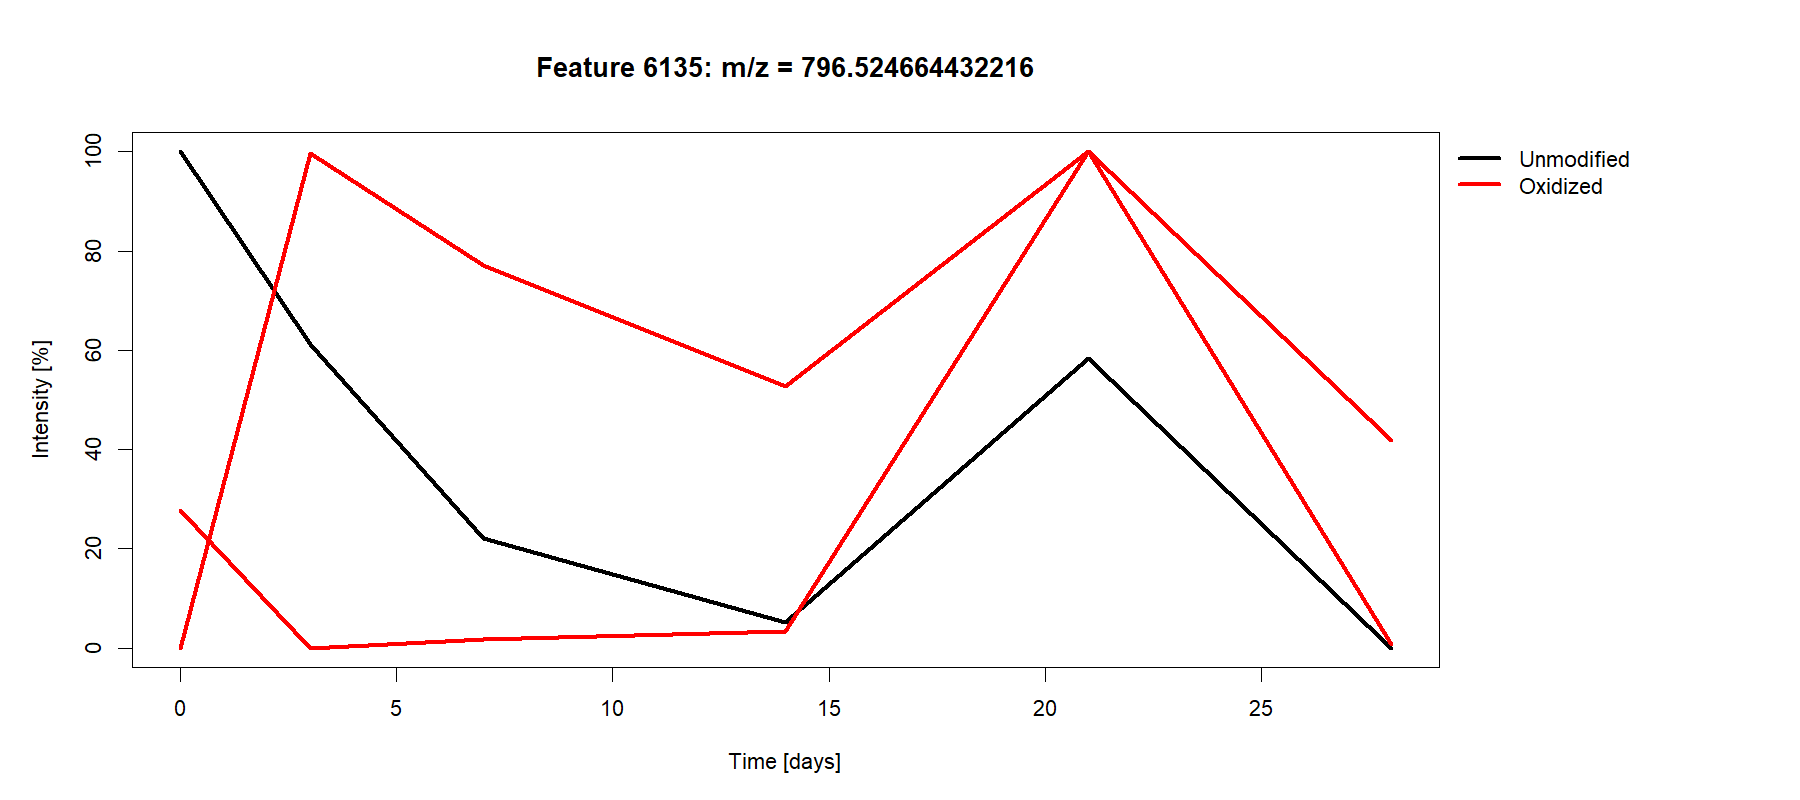 Feature 6135: m/z = 796.524664432216
Unmodified
Oxidized
Intensity [%]
100
80
60
40
20
0
0 5 10 15 20 25
Time [days]